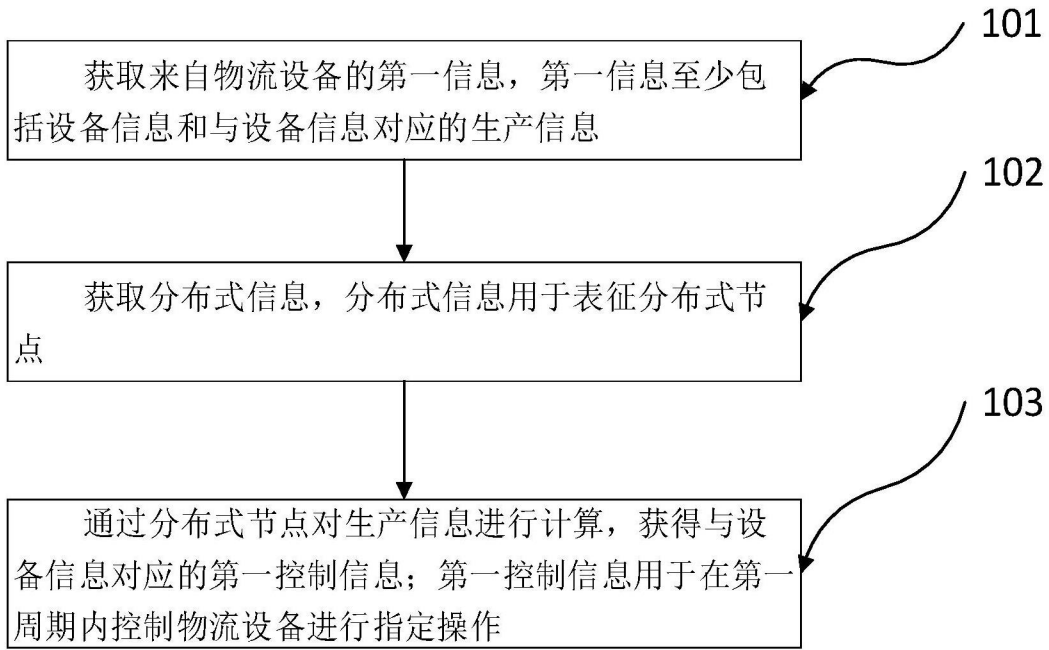 101
获取来自物流设备的第一信息，第一信息至少包
括设备信息和与设备信息对应的生产信息
102
获取分布式信息，分布式信息用于表征分布式节
点
103
通过分布式节点对生产信息进行计算，获得与设
备信息对应的第一控制信息；第一控制信息用于在第一
周期内控制物流设备进行指定操作